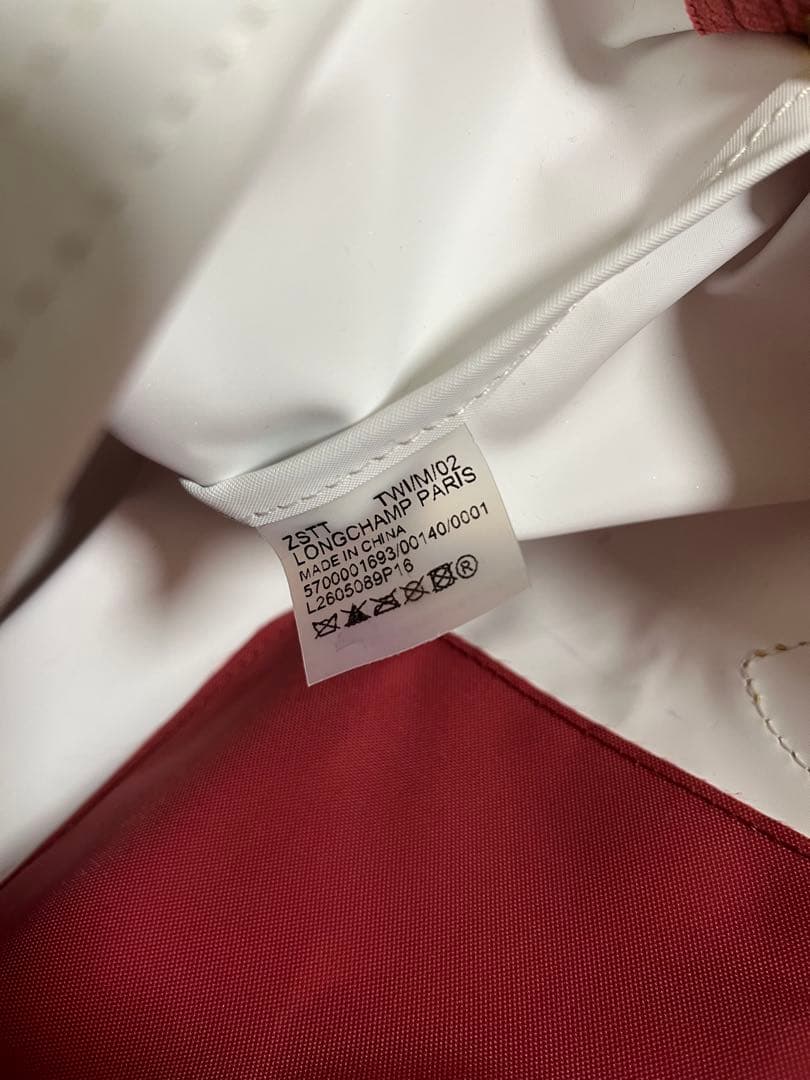 ZSTT TWI/M/02
LONGCHAMP PARIS
MADE IN CHINA
5700001693/00140/0001
L2605089P16
®